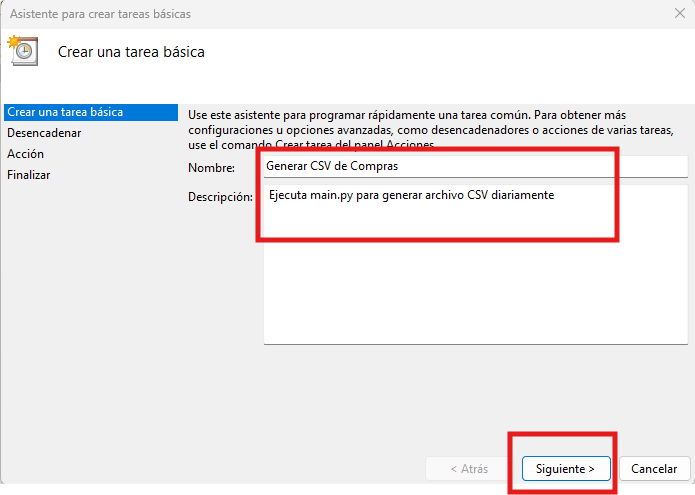 Asistente para crear tareas básicas
Crear una tarea básica
Crear una tarea básica
Desencadenar
Acción
Finalizar
Use este asistente para programar rápidamente una tarea común. Para obtener más
configuraciones u opciones avanzadas, como desencadenadores o acciones de varias tareas,
use el comando Crear tarea del panel Acciones.
Nombre: Generar CSV de Compras
Descripción: Ejecuta main.py para generar archivo CSV diariamente
< Atrás Siguiente > Cancelar